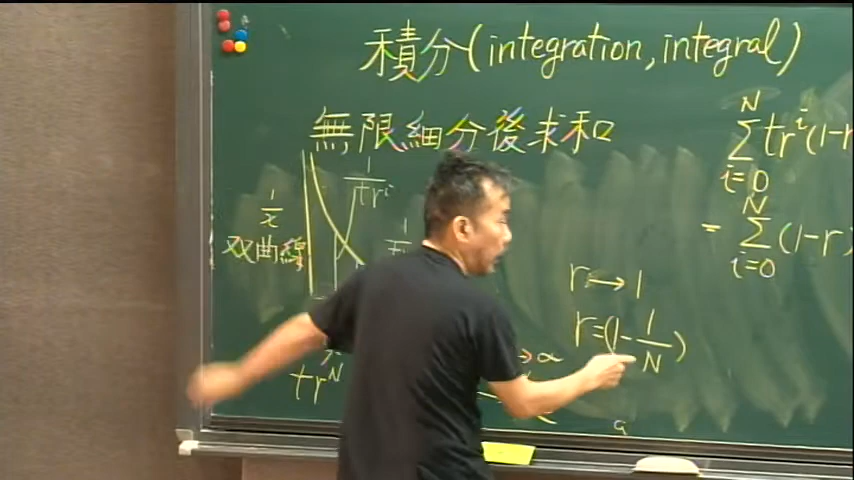 積分(integration, integral)
無限細分後求和
1/tr^i
1/x
双曲線
tr^N
r→1
r=(1-1/N)
N
Σ tr^i(1-r
i=0
N
= Σ (1-r)
i=0